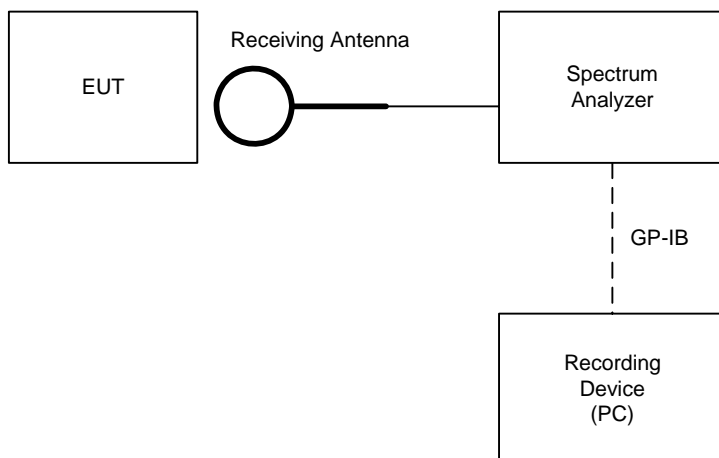 Receiving Antenna
EUT
Spectrum
Analyzer
GP-IB
Recording
Device
(PC)